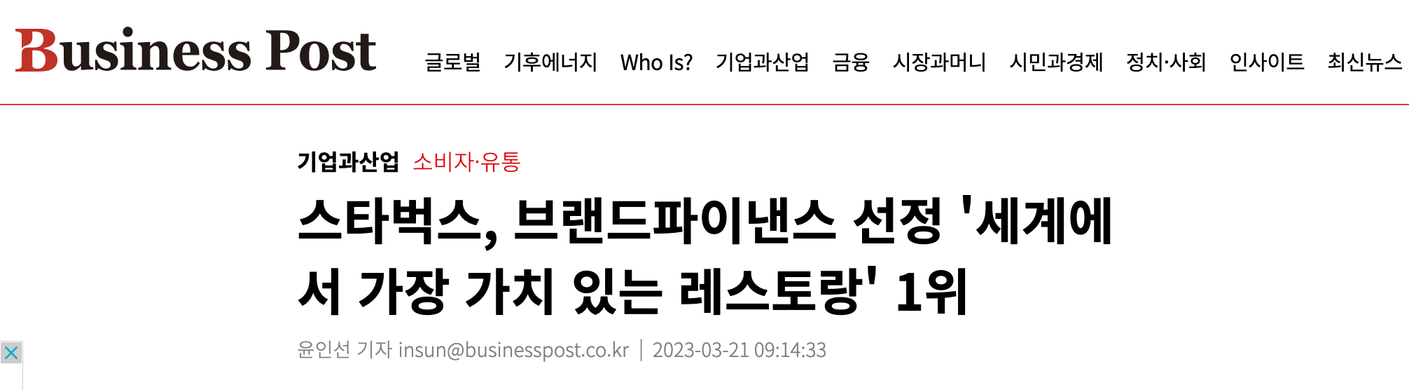 Business Post
글로벌 기후에너지 Who Is? 기업과산업 금융 시장과머니 시민과경제 정치·사회 인사이트 최신뉴스
기업과산업 소비자·유통
스타벅스, 브랜드파이낸스 선정 '세계에
서 가장 가치 있는 레스토랑' 1위
윤인선 기자 insun@businesspost.co.kr | 2023-03-21 09:14:33